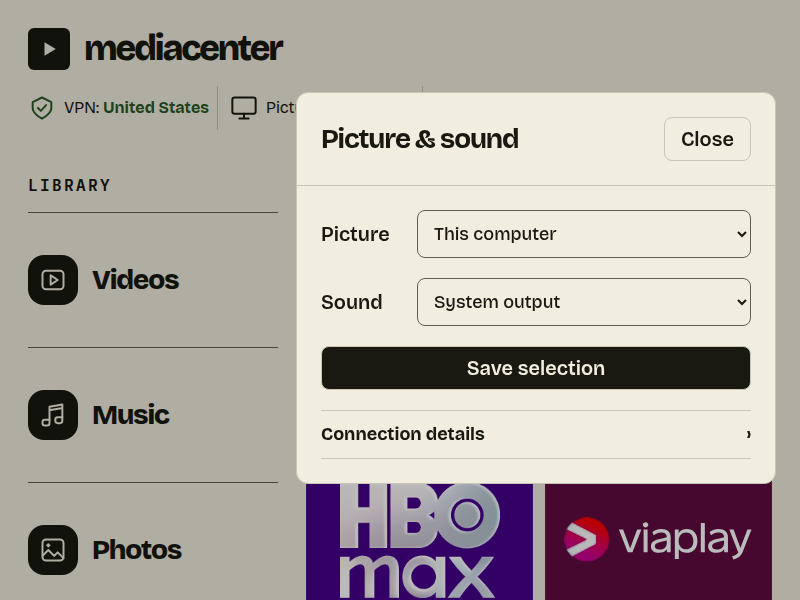 mediacenter
VPN: United States
Pict
LIBRARY
Videos
Music
Photos
Picture & sound
Close
Picture
This computer
Sound
System output
Save selection
Connection details
HBO
max
viaplay